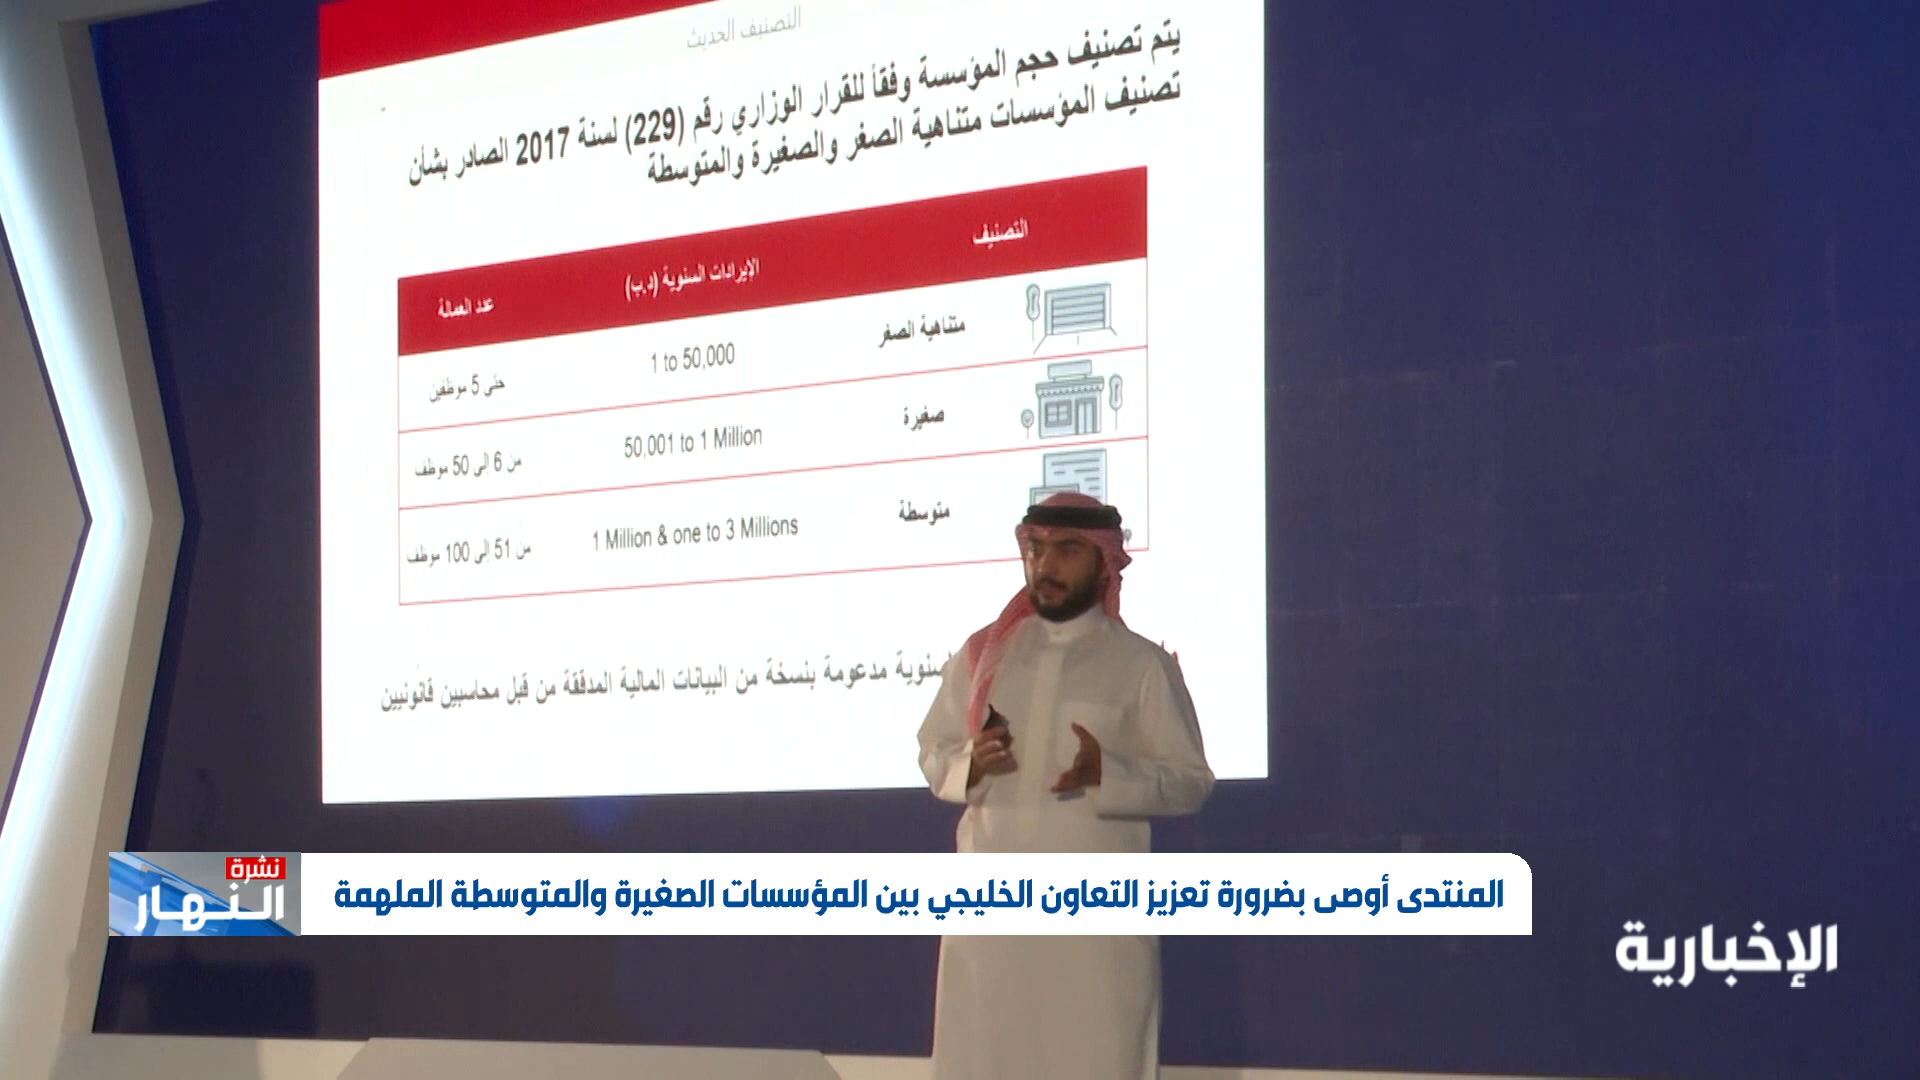 التصنيف الحديث
يتم تصنيف حجم المؤسسة وفقاً للقرار الوزاري رقم (229) لسنة 2017 الصادر بشأن
تصنيف المؤسسات متناهية الصغر والصغيرة والمتوسطة
التصنيف
الإيرادات السنوية (د.ب)
عدد العمالة
متناهية الصغر
1 to 50,000
حتى 5 موظفين
صغيرة
50,001 to 1 Million
من 6 إلى 50 موظف
متوسطة
1 Million & one to 3 Millions
من 51 إلى 100 موظف
مدعومة بنسخة من البيانات المالية المدققة من قبل محاسبين قانونيين
المنتدى أوصى بضرورة تعزيز التعاون الخليجي بين المؤسسات الصغيرة والمتوسطة الملهمة
نشرة
النهار
الإخبارية